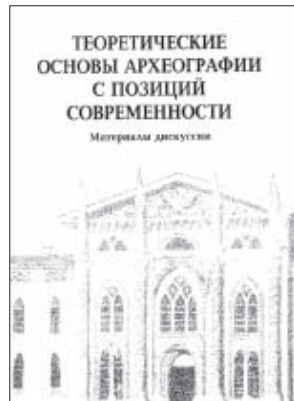 ТЕОРЕТИЧЕСКИЕ
ОСНОВЫ АРХЕОГРАФИИ
С ПОЗИЦИЙ
СОВРЕМЕННОСТИ
Материалы дискуссии